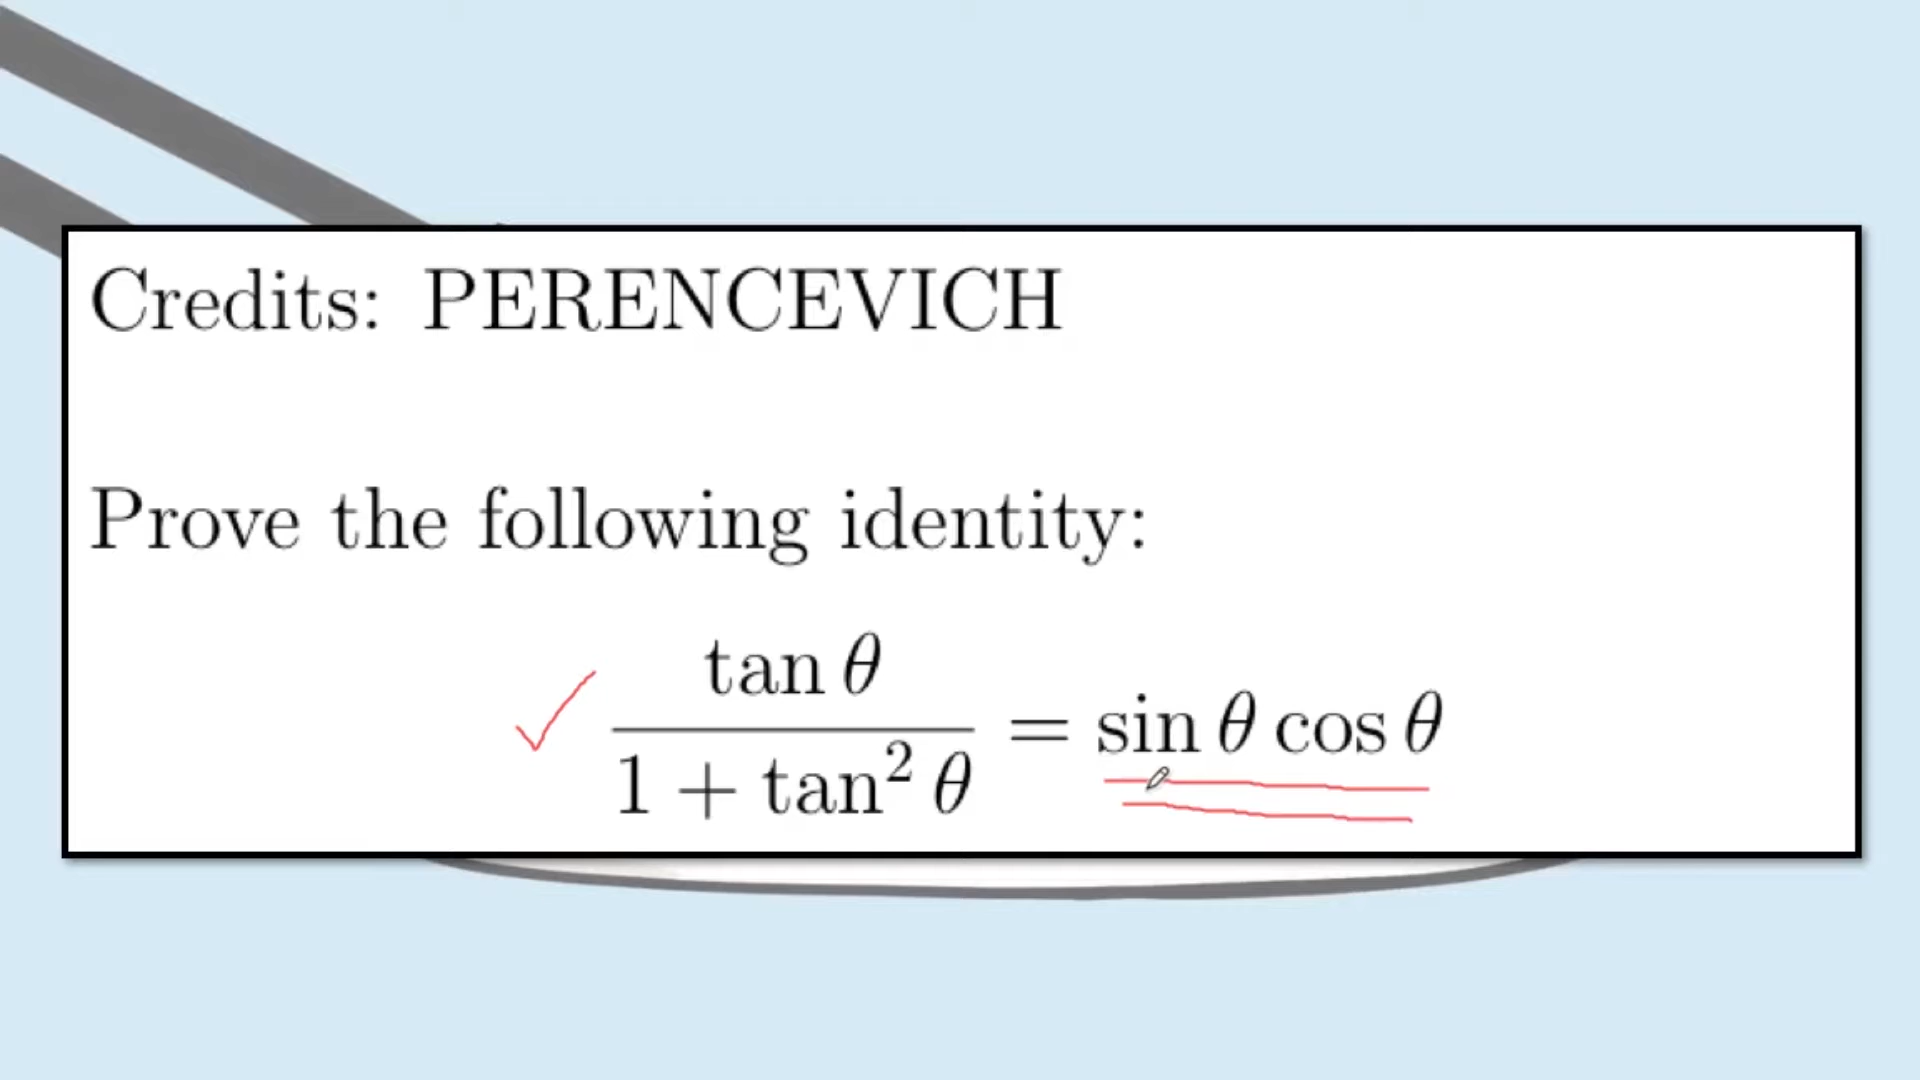 Credits: PERENCEVICH
Prove the following identity:
tan θ
1 + tan² θ
= sin θ cos θ